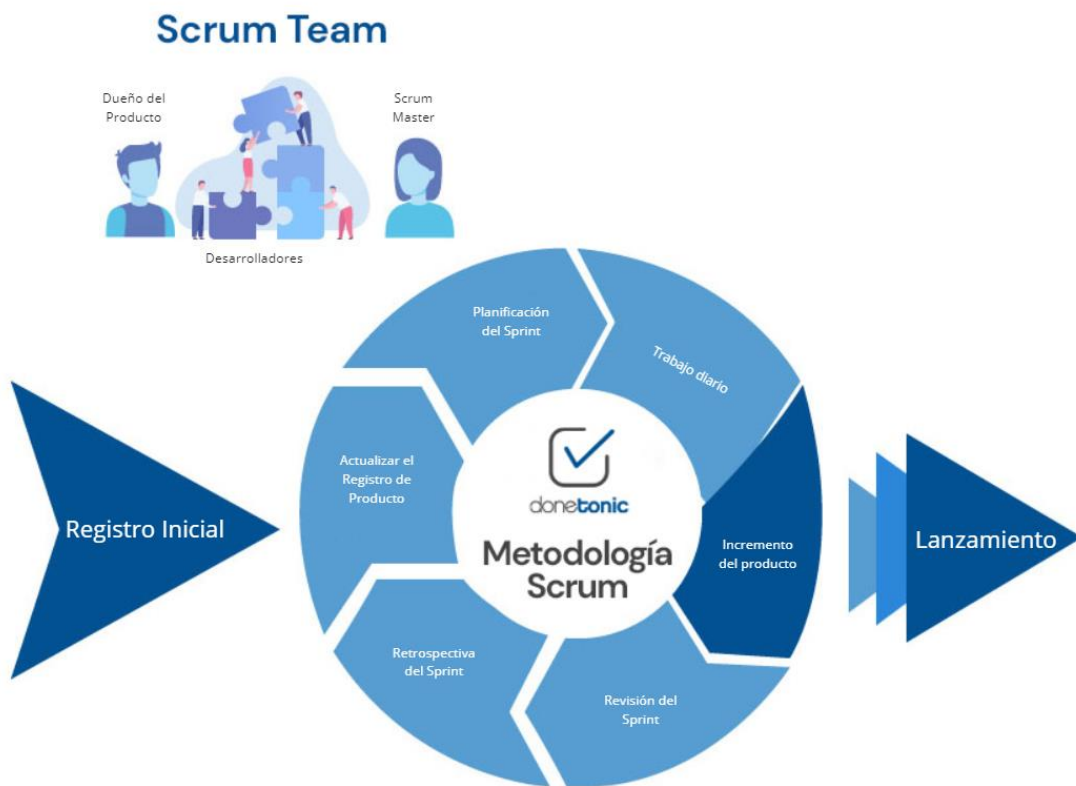 Scrum Team
Dueño del
Producto
Scrum
Master
Desarrolladores
Planificación
del Sprint
Trabajo diario
Actualizar el
Registro de
Producto
Registro Inicial
donetonic
Metodología
Scrum
Incremento
del producto
Lanzamiento
Retrospectiva
del Sprint
Revisión del
Sprint